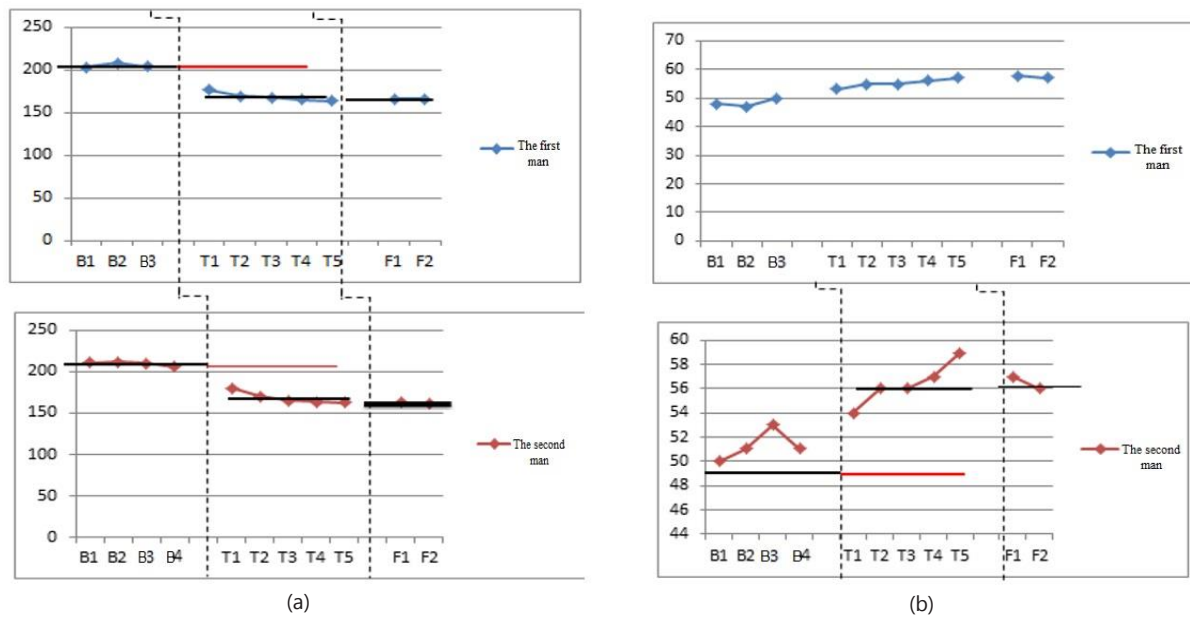 250
200
150
100
50
0
B1 B2 B3 T1 T2 T3 T4 T5 F1 F2
The first
man
70
60
50
40
30
20
10
0
B1 B2 B3 T1 T2 T3 T4 T5 F1 F2
The first
man
250
200
150
100
50
0
B1 B2 B3 B4 T1 T2 T3 T4 T5 F1 F2
The second
man
60
58
56
54
52
50
48
46
44
B1 B2 B3 B4 T1 T2 T3 T4 T5 F1 F2
The second
man
(a)
(b)